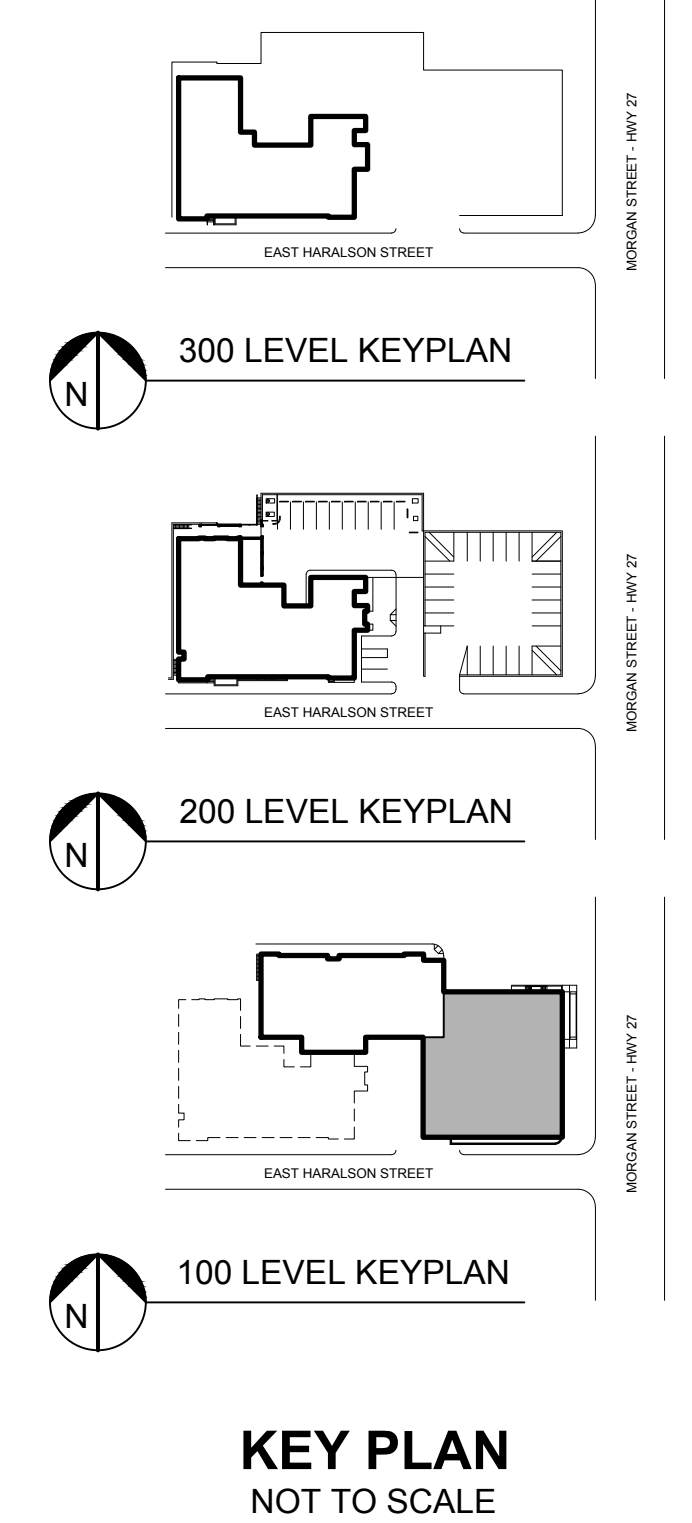 MORGAN STREET - HWY 27
EAST HARALSON STREET
300 LEVEL KEYPLAN
N
MORGAN STREET - HWY 27
EAST HARALSON STREET
200 LEVEL KEYPLAN
N
MORGAN STREET - HWY 27
EAST HARALSON STREET
100 LEVEL KEYPLAN
N
KEY PLAN
NOT TO SCALE